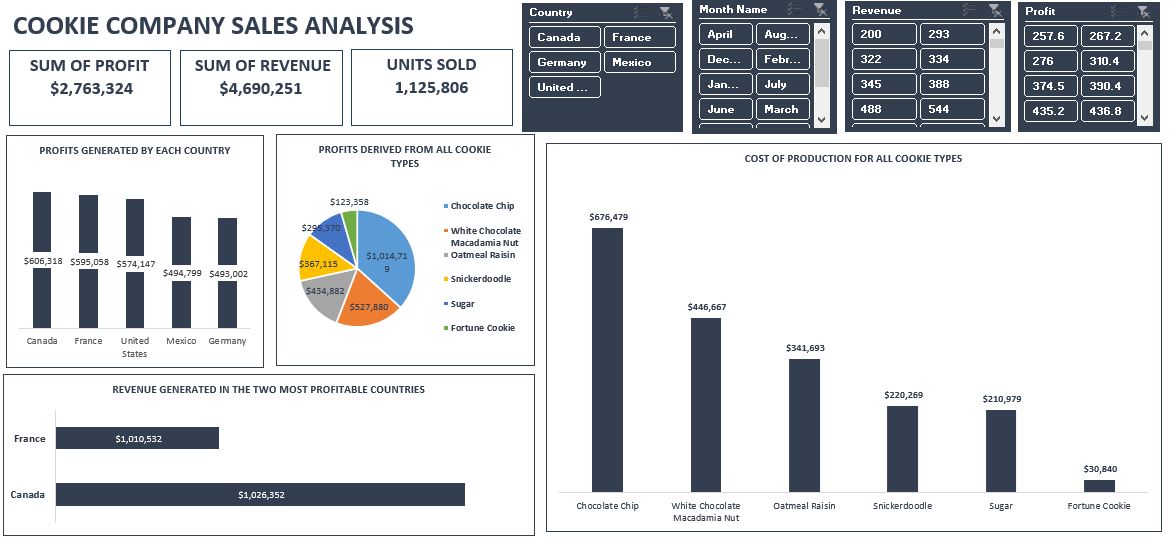 COOKIE COMPANY SALES ANALYSIS
SUM OF PROFIT
$2,763,324
SUM OF REVENUE
$4,690,251
UNITS SOLD
1,125,806
Country
Canada
France
Germany
Mexico
United ...
Month Name
April
Aug...
Dec...
Febr...
Jan...
July
June
March
Revenue
200
293
322
334
345
388
488
544
Profit
257.6
267.2
276
310.4
374.5
390.4
435.2
436.8
PROFITS GENERATED BY EACH COUNTRY
$606,318
$595,058
$574,147
$494,799
$493,002
Canada
France
United
States
Mexico
Germany
PROFITS DERIVED FROM ALL COOKIE
TYPES
$123,358
$295,370
$367,115
$434,882
$527,880
$1,014,71
9
Chocolate Chip
White Chocolate
Macadamia Nut
Oatmeal Raisin
Snickerdoodle
Sugar
Fortune Cookie
REVENUE GENERATED IN THE TWO MOST PROFITABLE COUNTRIES
France
$1,010,532
Canada
$1,026,352
COST OF PRODUCTION FOR ALL COOKIE TYPES
$676,479
$446,667
$341,693
$220,269
$210,979
$30,840
Chocolate Chip
White Chocolate
Macadamia Nut
Oatmeal Raisin
Snickerdoodle
Sugar
Fortune Cookie